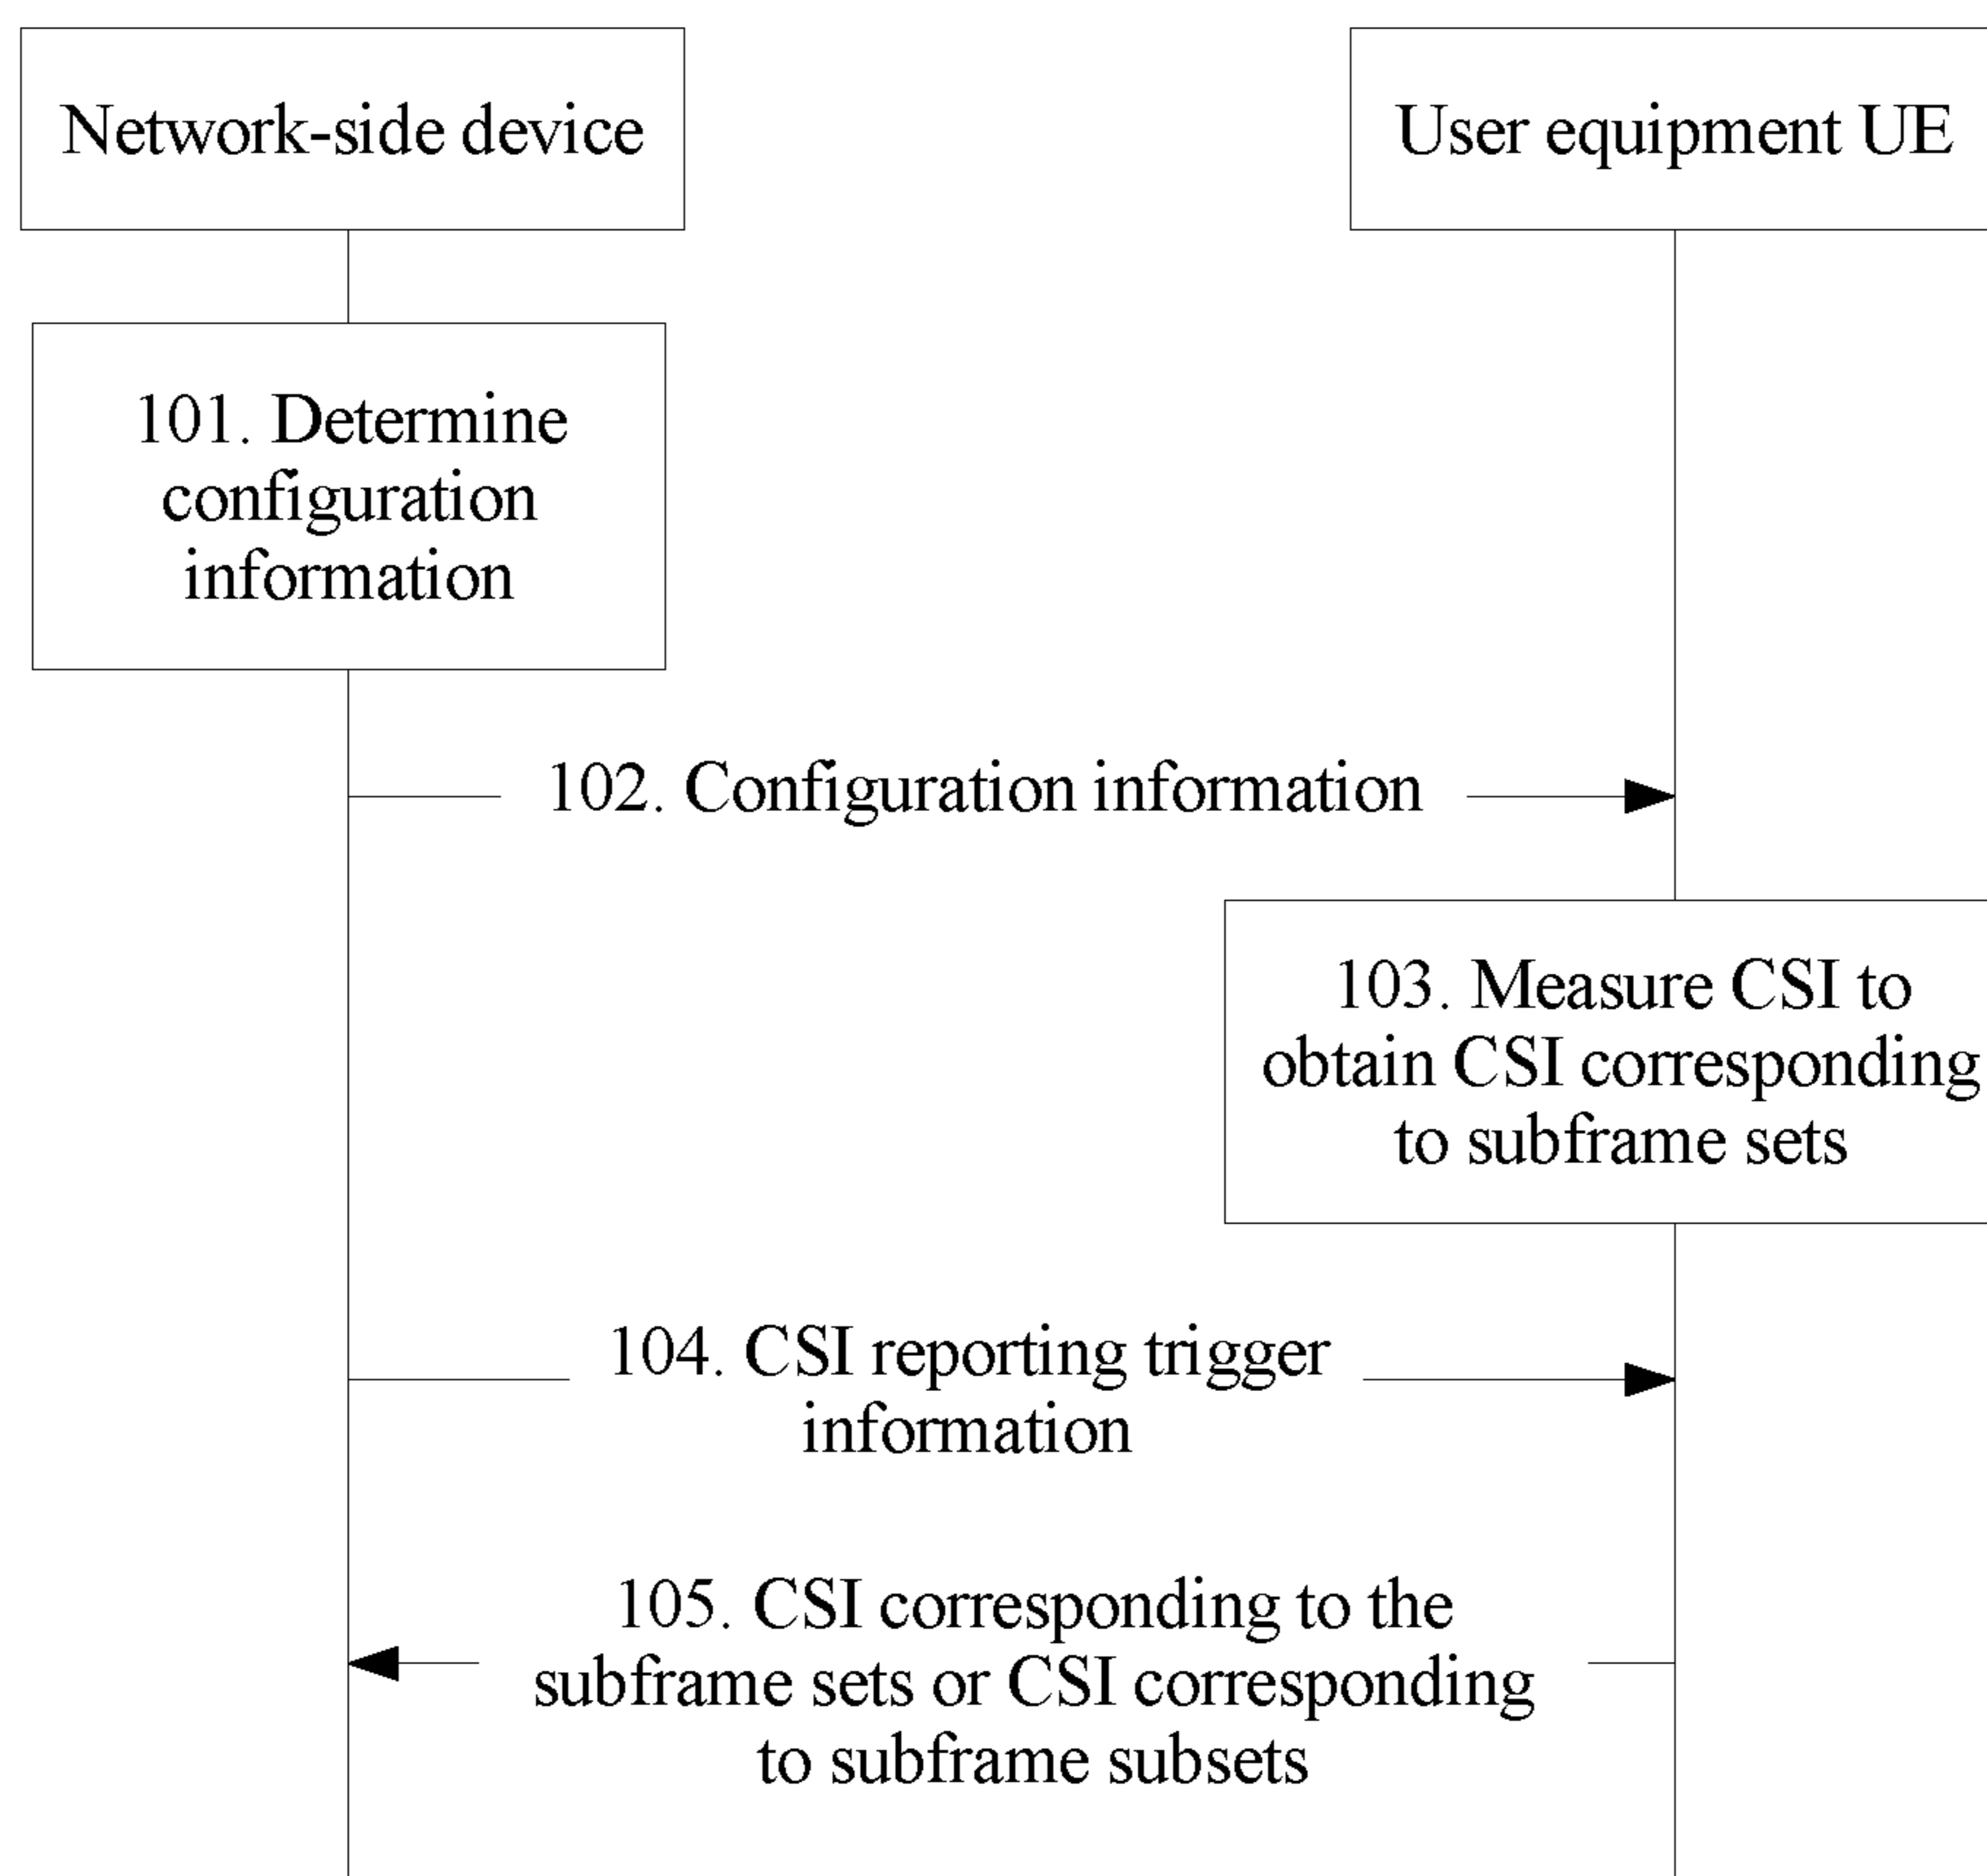 Network-side device
User equipment UE
101. Determine
configuration
information
102. Configuration information
103. Measure CSI to
obtain CSI corresponding
to subframe sets
104. CSI reporting trigger
information
105. CSI corresponding to the
subframe sets or CSI corresponding
to subframe subsets